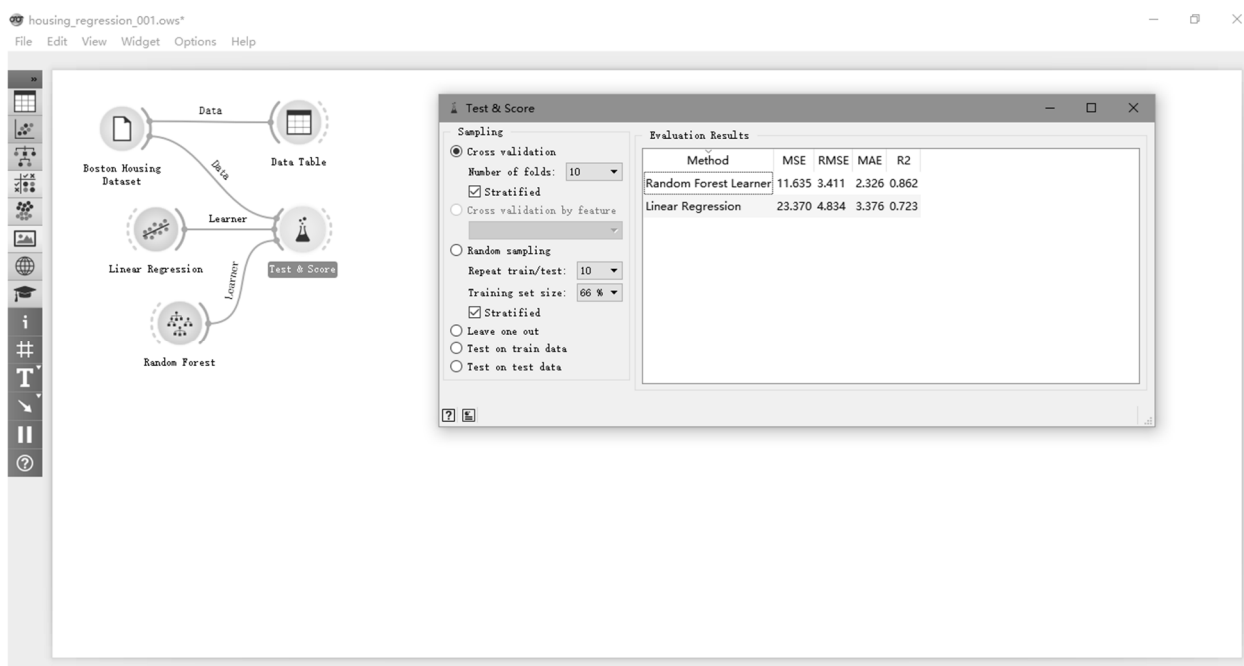 housing_regression_001.ows*
File Edit View Widget Options Help
Data
Boston Housing
Dataset
Data Table
Data
Learner
Linear Regression
Test & Score
Learner
Random Forest
Test & Score
Sampling
Cross validation
Number of folds: 10
Stratified
Cross validation by feature
Random sampling
Repeat train/test: 10
Training set size: 66 %
Stratified
Leave one out
Test on train data
Test on test data
Evaluation Results
Method MSE RMSE MAE R2
Random Forest Learner 11.635 3.411 2.326 0.862
Linear Regression 23.370 4.834 3.376 0.723